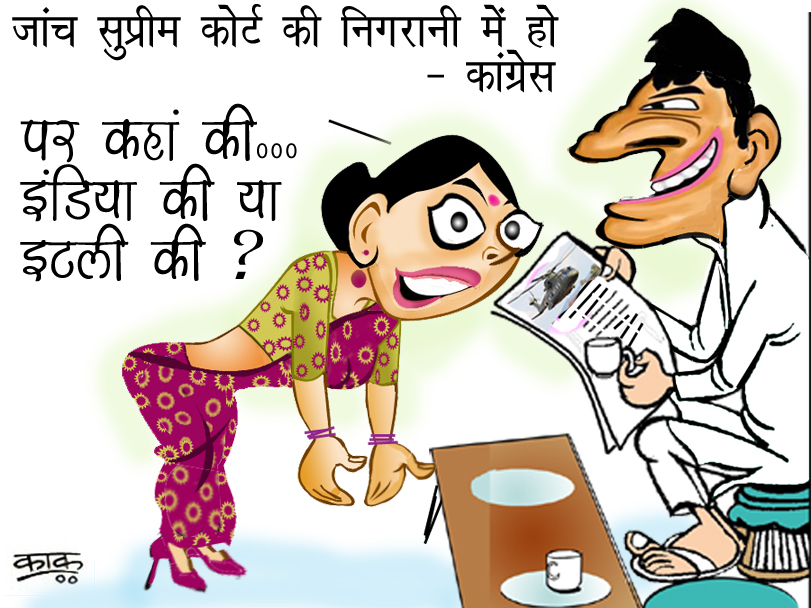 जांच सुप्रीम कोर्ट की निगरानी में हो
- कांग्रेस
पर कहां की...
इंडिया की या
इटली की ?
काक